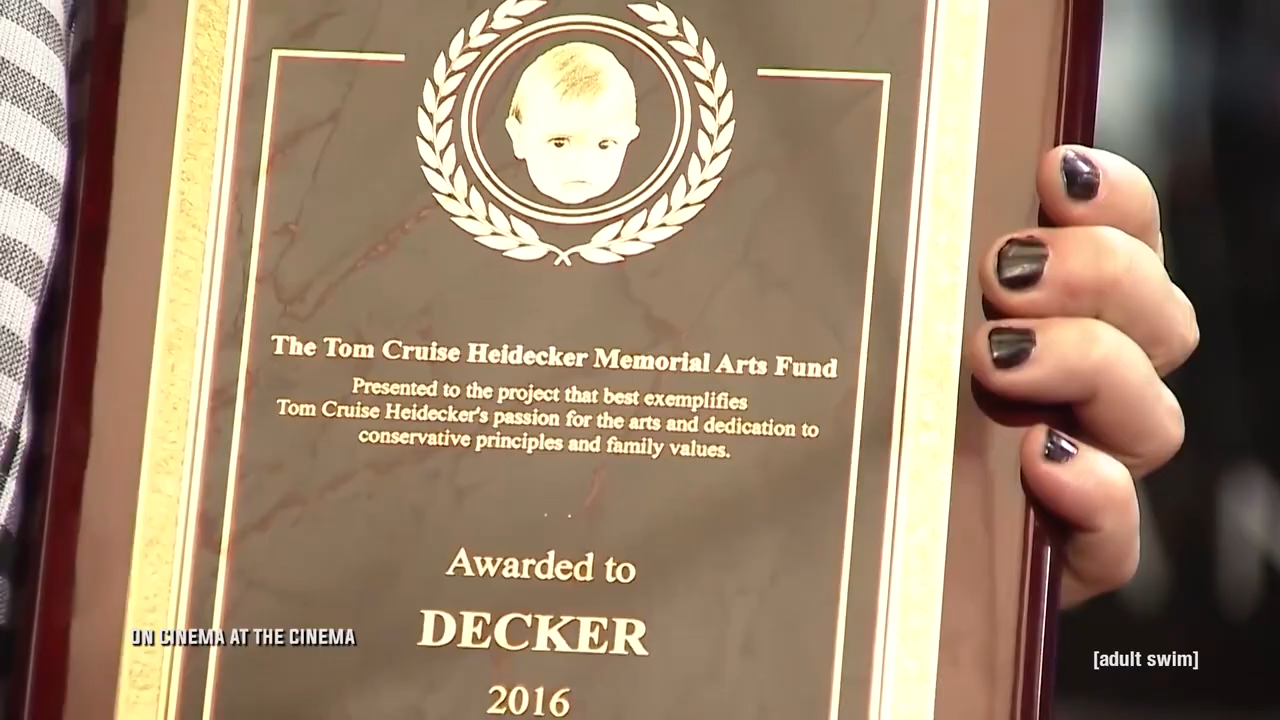 The Tom Cruise Heidecker Memorial Arts Fund
Presented to the project that best exemplifies
Tom Cruise Heidecker's passion for the arts and dedication to
conservative principles and family values.
Awarded to
DECKER
2016
ON CINEMA AT THE CINEMA
[adult swim]